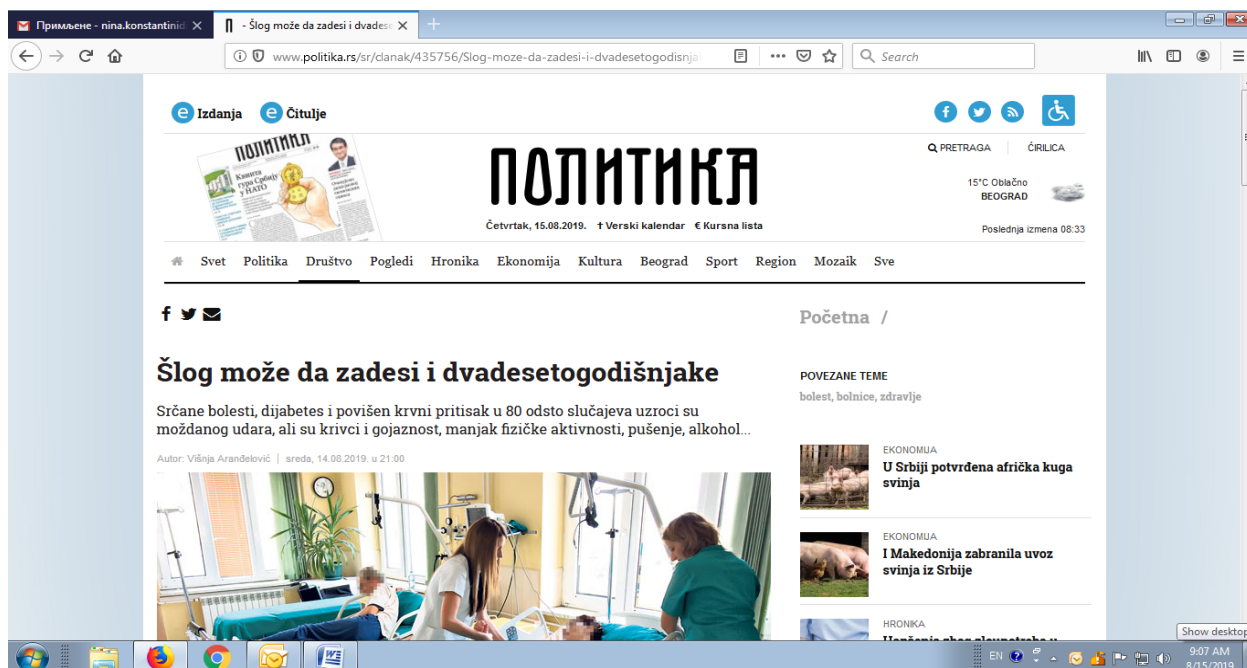 Примљене - nina.konstantinid
- Šlog može da zadesi i dvadese
www.politika.rs/sr/clanak/435756/Slog-moze-da-zadesi-i-dvadesetogodisnja
Search
e Izdanja e Čitulje
ПОЛИТИКА
Квинта гура Србију у НАТО
ПОЛИТИКА
PRETRAGA ĆIRILICA
15°C Oblačno
BEOGRAD
Četvrtak, 15.08.2019. † Verski kalendar € Kursna lista
Poslednja izmena 08:33
Svet Politika Društvo Pogledi Hronika Ekonomija Kultura Beograd Sport Region Mozaik Sve
Početna /
Šlog može da zadesi i dvadesetogodišnjake
Srčane bolesti, dijabetes i povišen krvni pritisak u 80 odsto slučajeva uzroci su
moždanog udara, ali su krivci i gojaznost, manjak fizičke aktivnosti, pušenje, alkohol...
Autor: Višnja Aranđelović | sreda, 14.08.2019. u 21:00
POVEZANE TEME
bolest, bolnice, zdravlje
EKONOMIJA
U Srbiji potvrđena afrička kuga
svinja
EKONOMIJA
I Makedonija zabranila uvoz
svinja iz Srbije
HRONIKA
Show desktop
EN
9:07 AM
8/15/2019